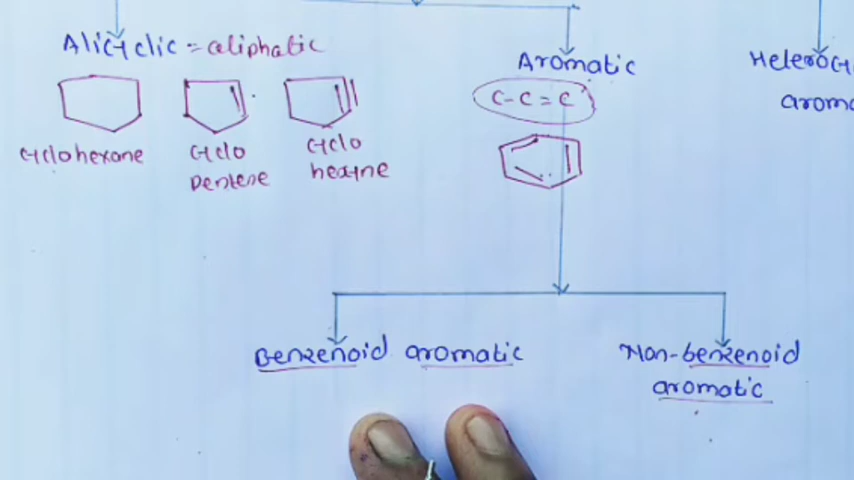 Alicyclic = aliphatic
Aromatic
C-C=C
cyclohexane
cyclo
pentene
cyclo
hexyne
Benzenoid aromatic
Non-benzenoid
aromatic